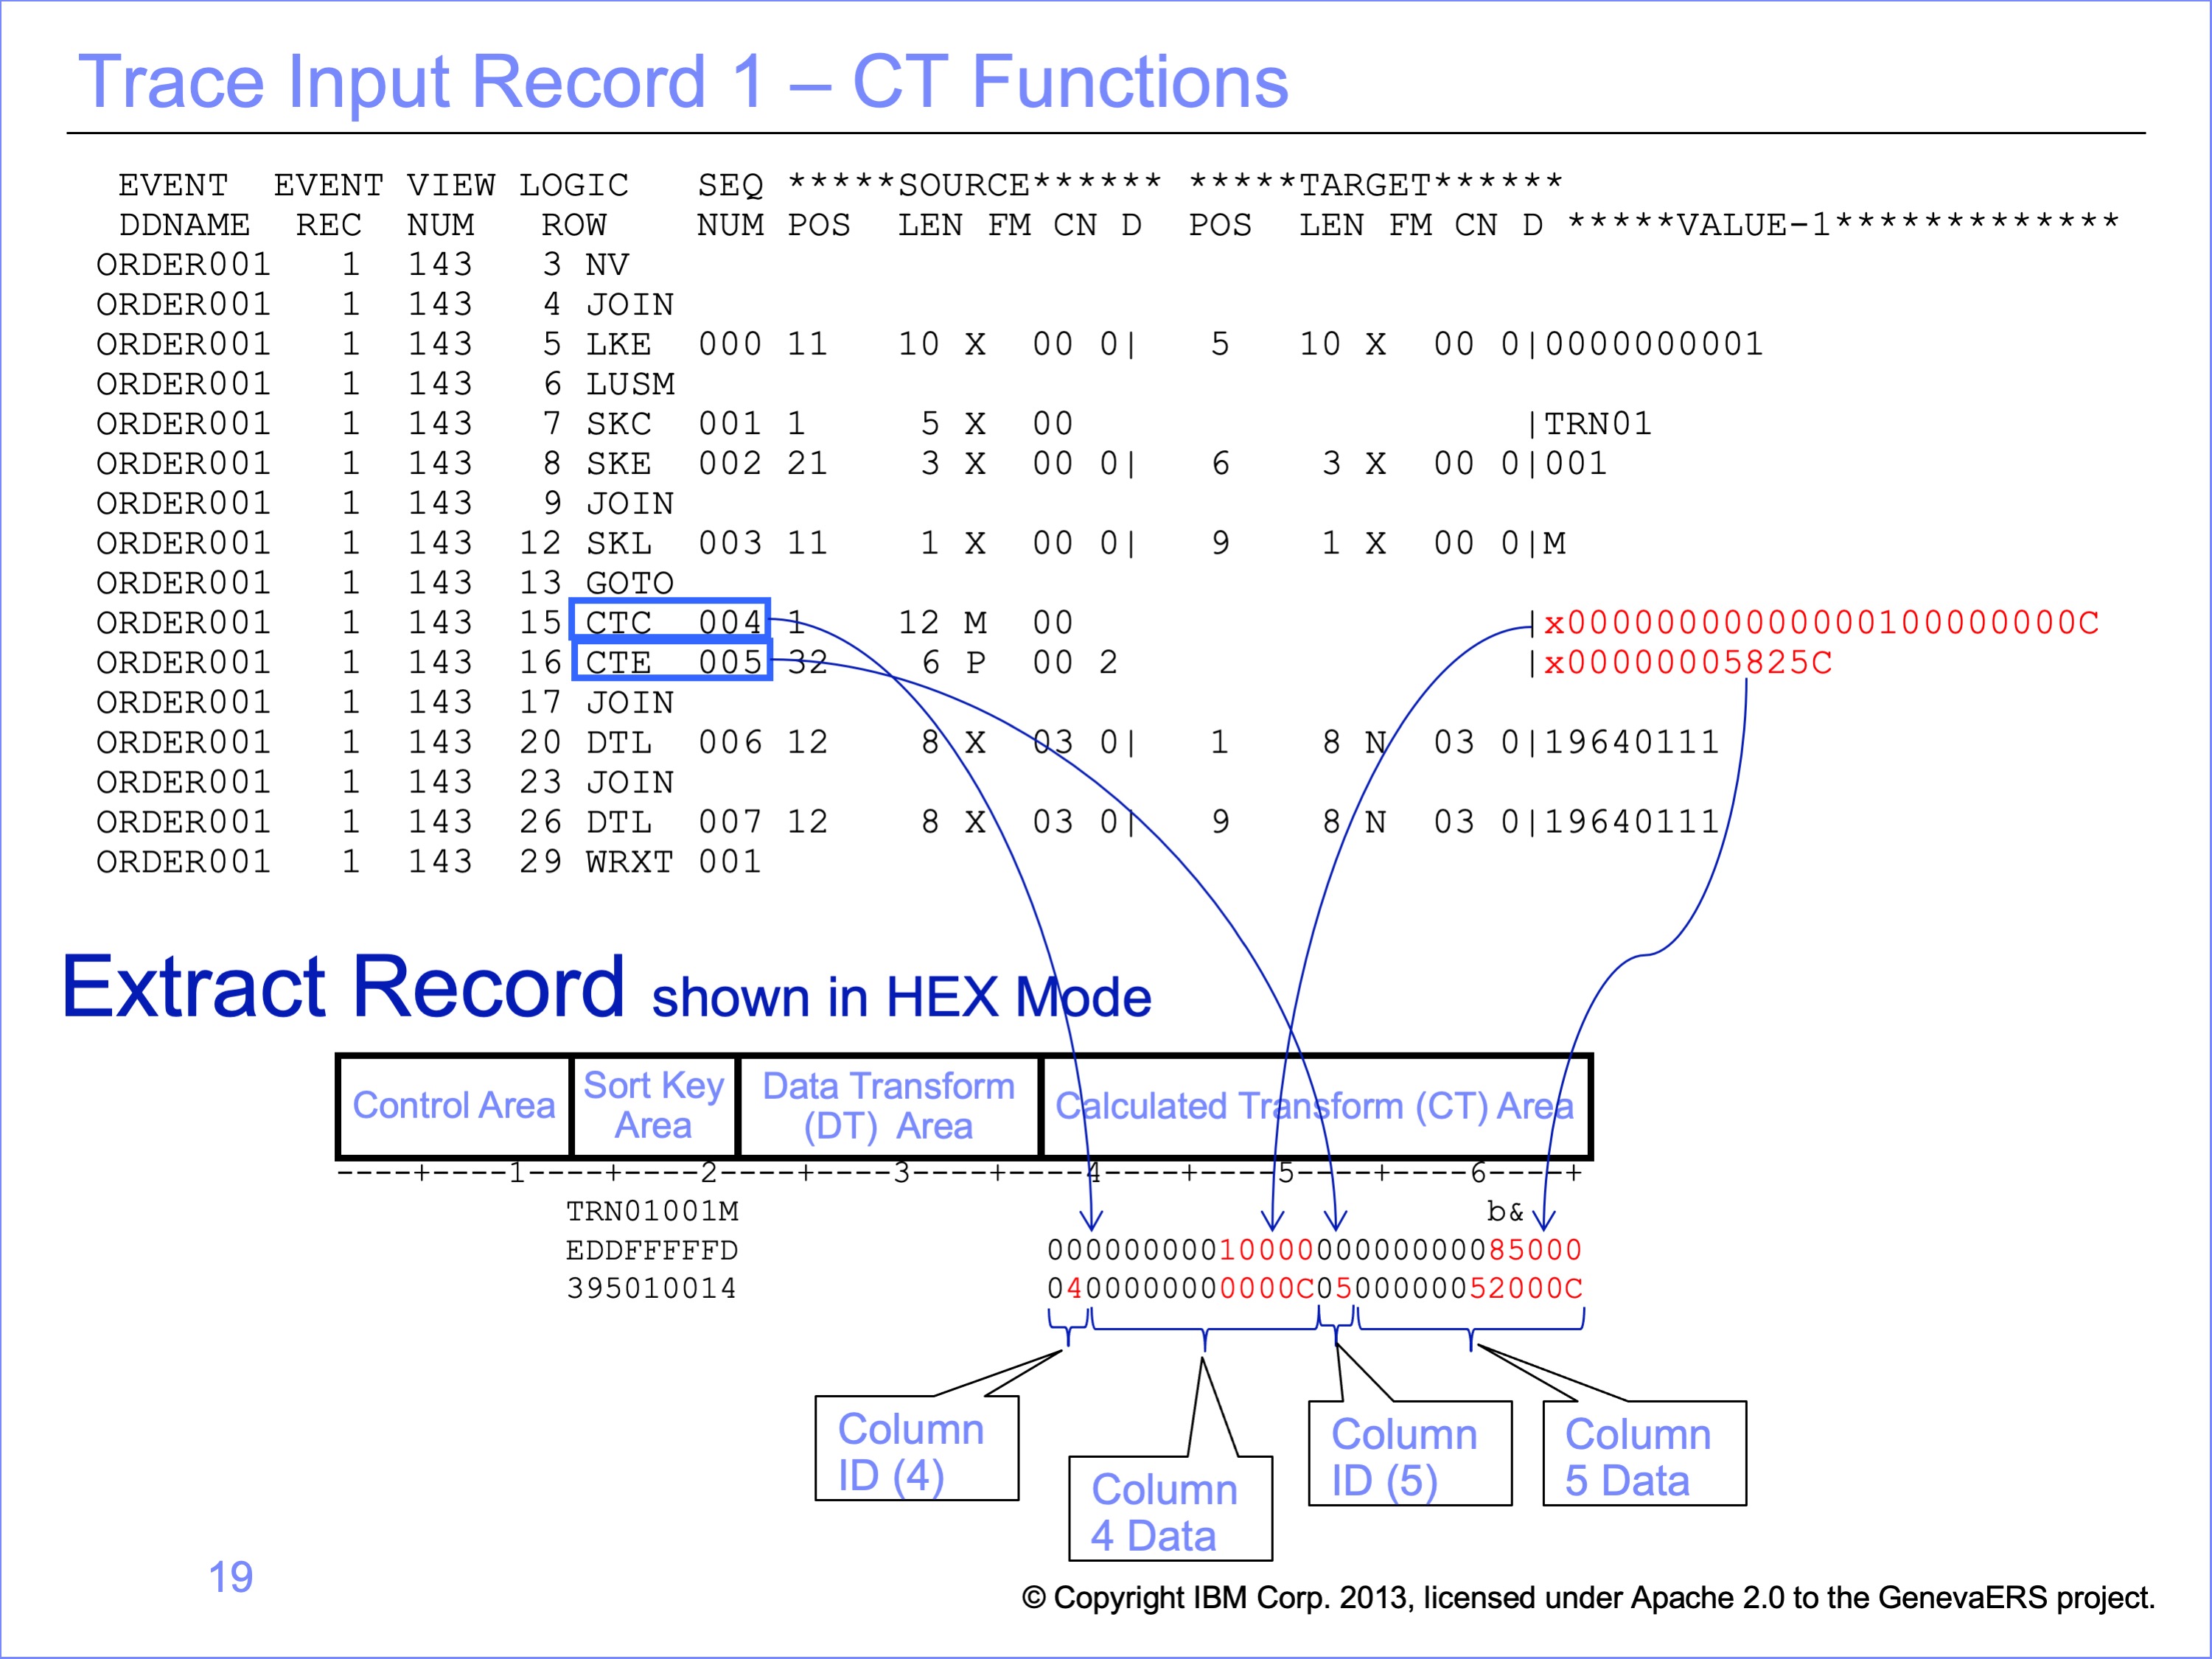 Trace Input Record 1 – CT Functions
EVENT EVENT VIEW LOGIC SEQ *****SOURCE****** *****TARGET******
DDNAME REC NUM ROW NUM POS LEN FM CN D POS LEN FM CN D *****VALUE-1*************
ORDER001 1 143 3 NV
ORDER001 1 143 4 JOIN
ORDER001 1 143 5 LKE 000 11 10 X 00 0| 5 10 X 00 0|0000000001
ORDER001 1 143 6 LUSM
ORDER001 1 143 7 SKC 001 1 5 X 00 |TRN01
ORDER001 1 143 8 SKE 002 21 3 X 00 0| 6 3 X 00 0|001
ORDER001 1 143 9 JOIN
ORDER001 1 143 12 SKL 003 11 1 X 00 0| 9 1 X 00 0|M
ORDER001 1 143 13 GOTO
ORDER001 1 143 15 CTC 004 1 12 M 00 |x00000000000000100000000C
ORDER001 1 143 16 CTE 005 32 6 P 00 2 |x00000005825C
ORDER001 1 143 17 JOIN
ORDER001 1 143 20 DTL 006 12 8 X 03 0| 1 8 N 03 0|19640111
ORDER001 1 143 23 JOIN
ORDER001 1 143 26 DTL 007 12 8 X 03 0| 9 8 N 03 0|19640111
ORDER001 1 143 29 WRXT 001
Extract Record shown in HEX Mode
Control Area
Sort Key
Area
Data Transform
(DT) Area
Calculated Transform (CT) Area
----+----1----+----2----+----3----+----4----+----5----+----6----+
TRN01001M b&
EDDFFFFFD 0000000001000000000000085000
395010014 0400000000000C0500000052000C
Column
ID (4)
Column
4 Data
Column
ID (5)
Column
5 Data
19
© Copyright IBM Corp. 2013, licensed under Apache 2.0 to the GenevaERS project.